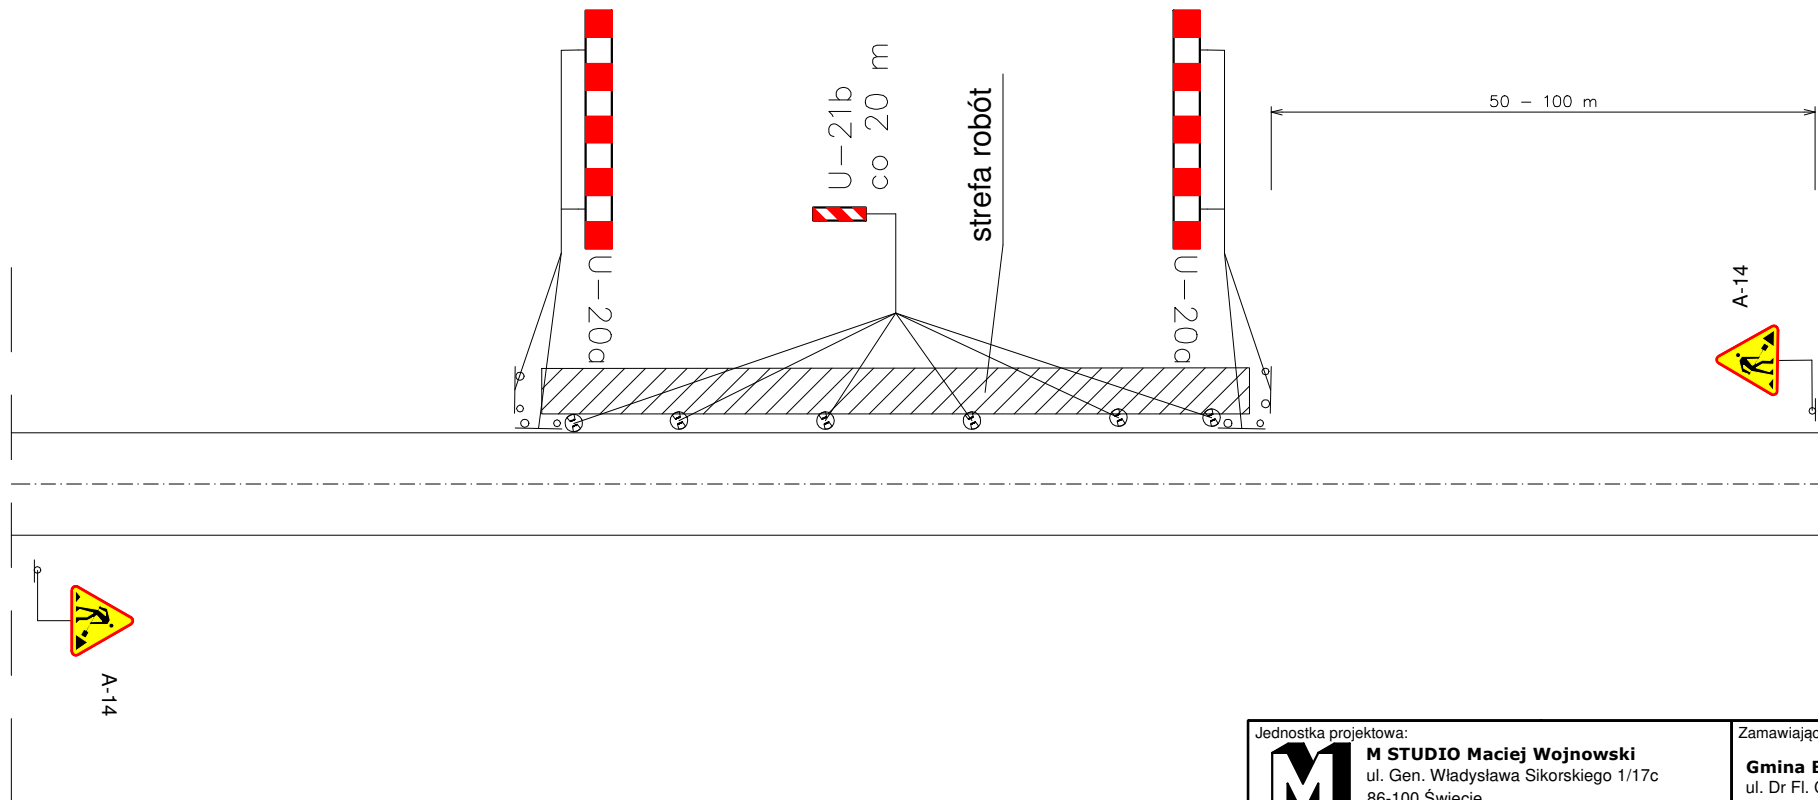 U-21b
co 20 m
strefa robót
50 - 100 m
U-20a
U-20a
A-14
A-14
Jednostka projektowa:
M STUDIO Maciej Wojnowski
ul. Gen. Władysława Sikorskiego 1/17c
86-100 Świecie
Zamawiając
Gmina
ul. Dr Fl.